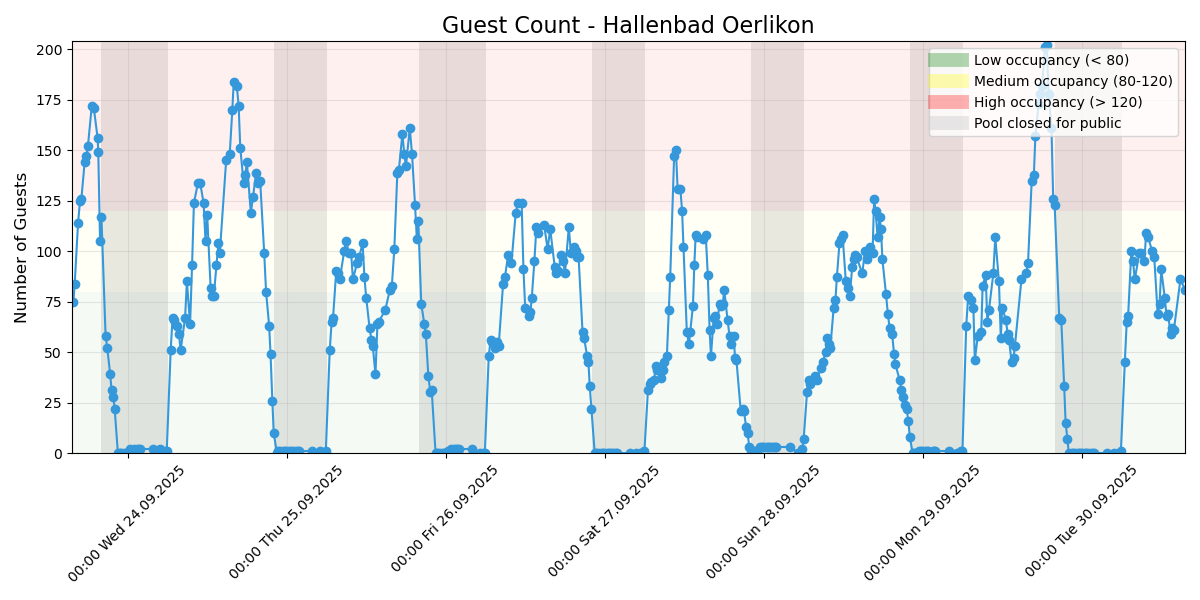 Guest Count - Hallenbad Oerlikon
Number of Guests
200
175
150
125
100
75
50
25
0
Low occupancy (< 80)
Medium occupancy (80-120)
High occupancy (> 120)
Pool closed for public
00:00 Wed 24.09.2025
00:00 Thu 25.09.2025
00:00 Fri 26.09.2025
00:00 Sat 27.09.2025
00:00 Sun 28.09.2025
00:00 Mon 29.09.2025
00:00 Tue 30.09.2025